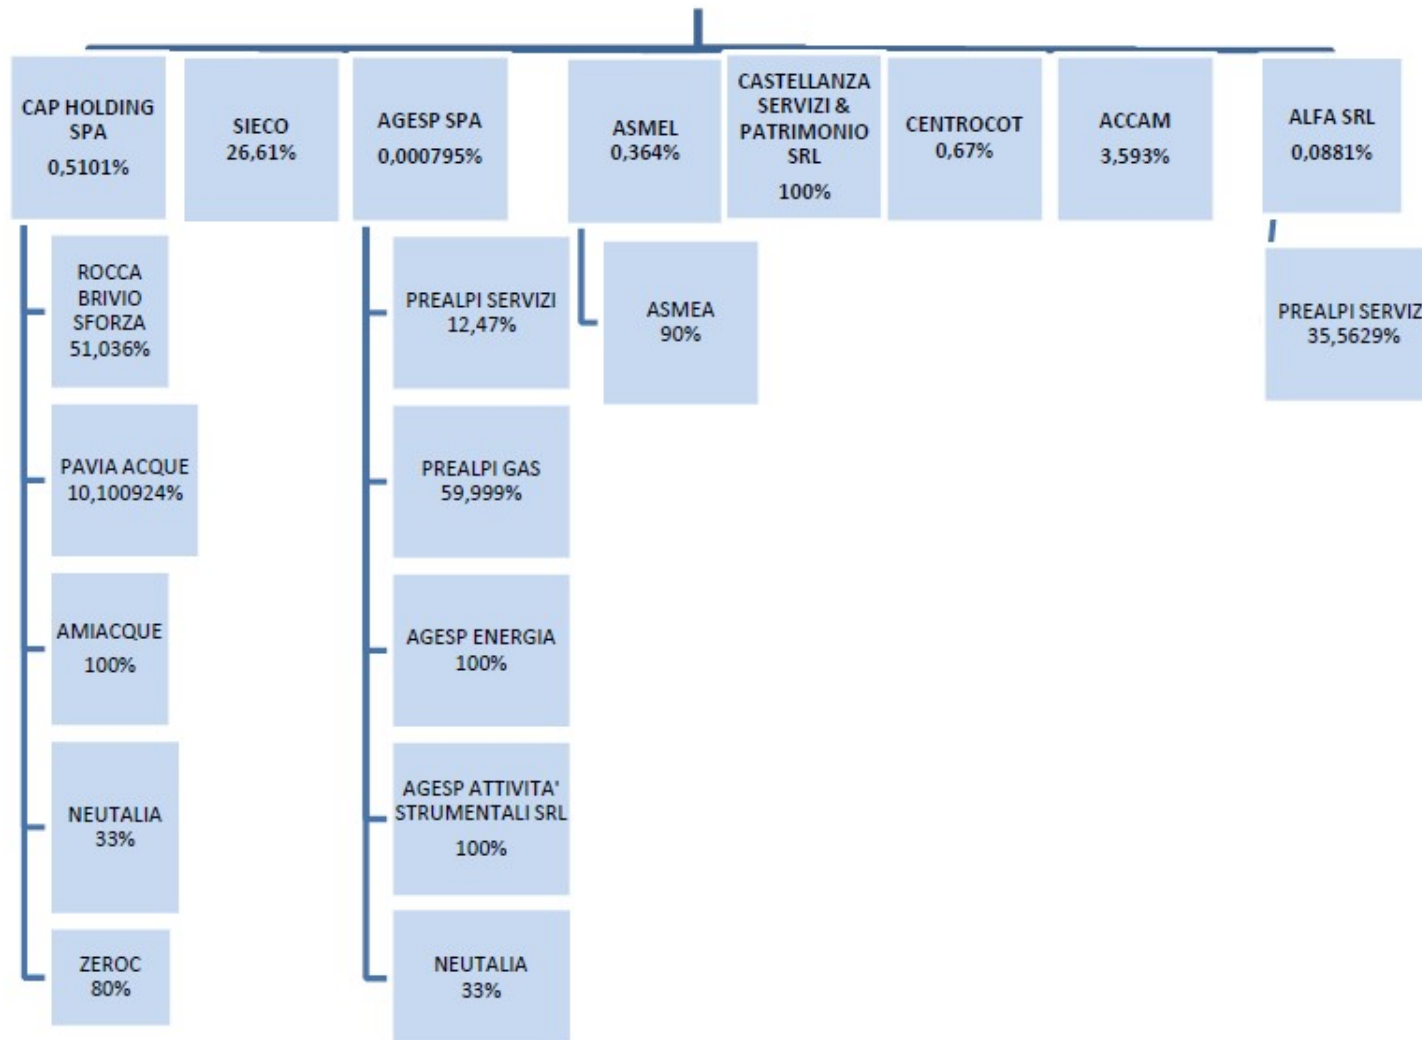 CAP HOLDING
SPA
0,5101%
SIECO
26,61%
AGESP SPA
0,000795%
ASMEL
0,364%
CASTELLANZA
SERVIZI &
PATRIMONIO
SRL
100%
CENTROCOT
0,67%
ACCAM
3,593%
ALFA SRL
0,0881%
ROCCA
BRIVIO
SFORZA
51,036%
PAVIA ACQUE
10,100924%
AMIACQUE
100%
NEUTALIA
33%
ZEROC
80%
PREALPI SERVIZI
12,47%
PREALPI GAS
59,999%
AGESP ENERGIA
100%
AGESP ATTIVITA'
STRUMENTALI SRL
100%
NEUTALIA
33%
ASMEA
90%
PREALPI SERVIZ
35,5629%